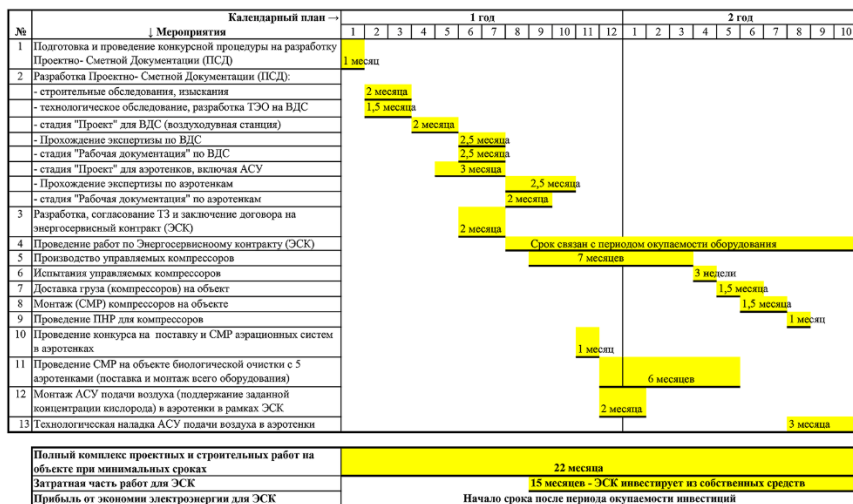 Календарный план → 1 год 2 год
№ ↓ Мероприятия 1 2 3 4 5 6 7 8 9 10 11 12 1 2 3 4 5 6 7 8 9 10
1 Подготовка и проведение конкурсной процедуры на разработку
Проектно- Сметной Документации (ПСД) 1 месяц
2 Разработка Проектно- Сметной Документации (ПСД):
- строительные обследования, изыскания 2 месяца
- технологическое обследование, разработка ТЭО на ВДС 1,5 месяца
- стадия "Проект" для ВДС (воздуходувная станция) 2 месяца
- Прохождение экспертизы по ВДС 2,5 месяца
- стадия "Рабочая документация" по ВДС 2,5 месяца
- стадия "Проект" для аэротенков, включая АСУ 3 месяца
- Прохождение экспертизы по аэротенкам 2,5 месяца
- стадия "Рабочая документация" по аэротенкам 2 месяца
3 Разработка, согласование ТЗ и заключение договора на
энергосервисный контракт (ЭСК) 2 месяца
4 Проведение работ по Энергосервисноому контракту (ЭСК) Срок связан с периодом окупаемости оборудования
5 Производство управляемых компрессоров 7 месяцев
6 Испытания управляемых компрессоров 3 недели
7 Доставка груза (компрессоров) на объект 1,5 месяца
8 Монтаж (СМР) компрессоров на объекте 1,5 месяца
9 Проведение ПНР для компрессоров 1 месяц
10 Проведение конкурса на поставку и СМР аэрационных систем
в аэротенках 1 месяц
11 Проведение СМР на объекте биологической очистки с 5
аэротенками (поставка и монтаж всего оборудования) 6 месяцев
12 Монтаж АСУ подачи воздуха (поддержание заданной
концентрации кислорода) в аэротенки в рамках ЭСК 2 месяца
13 Технологическая наладка АСУ подачи воздуха в аэротенки 3 месяца
Полный комплекс проектных и строительных работ на
объекте при минимальных сроках 22 месяца
Затратная часть работ для ЭСК 15 месяцев - ЭСК инвестирует из собственных средств
Прибыль от экономии электроэнергии для ЭСК Начало срока после периода окупаемости инвестиций